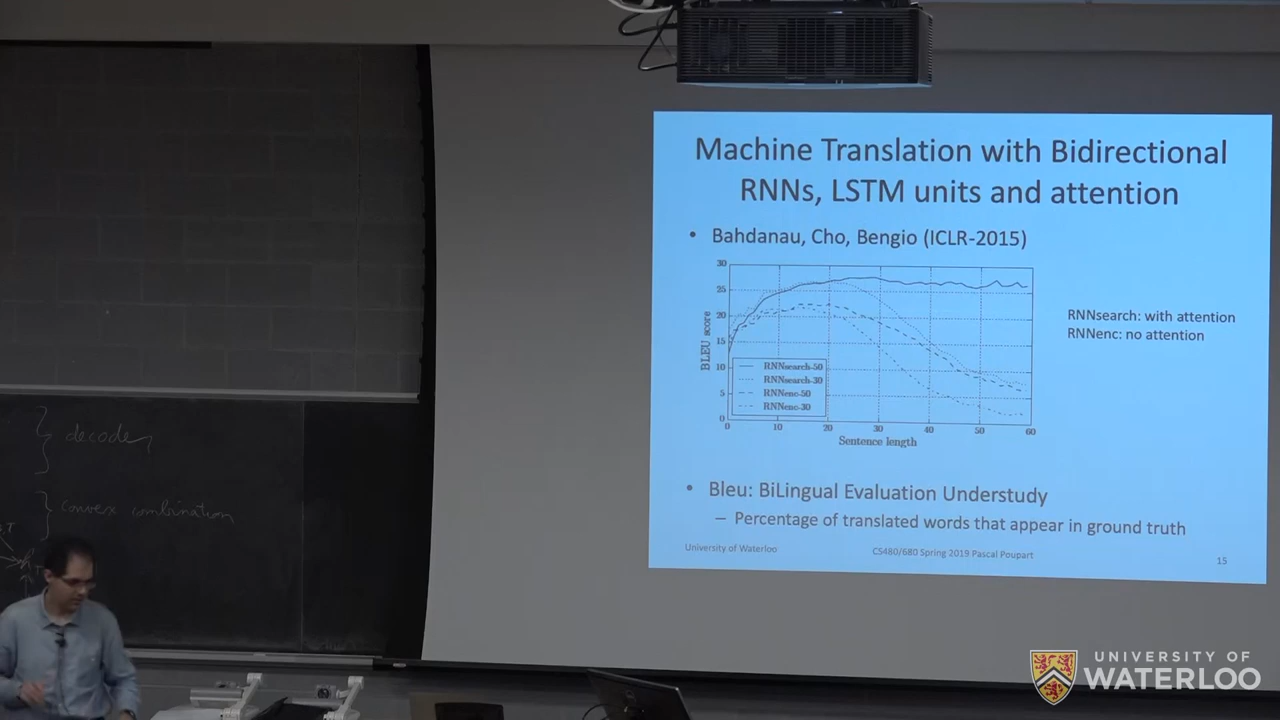 Machine Translation with Bidirectional
RNNs, LSTM units and attention
• Bahdanau, Cho, Bengio (ICLR-2015)
30
25
20
15
10
5
0
BLEU score
RNNsearch-50
RNNsearch-30
RNNenc-50
RNNenc-30
0 10 20 30 40 50 60
Sentence length
RNNsearch: with attention
RNNenc: no attention
• Bleu: BiLingual Evaluation Understudy
– Percentage of translated words that appear in ground truth
University of Waterloo CS480/680 Spring 2019 Pascal Poupart 15
decoder
convex combination
UNIVERSITY OF
WATERLOO